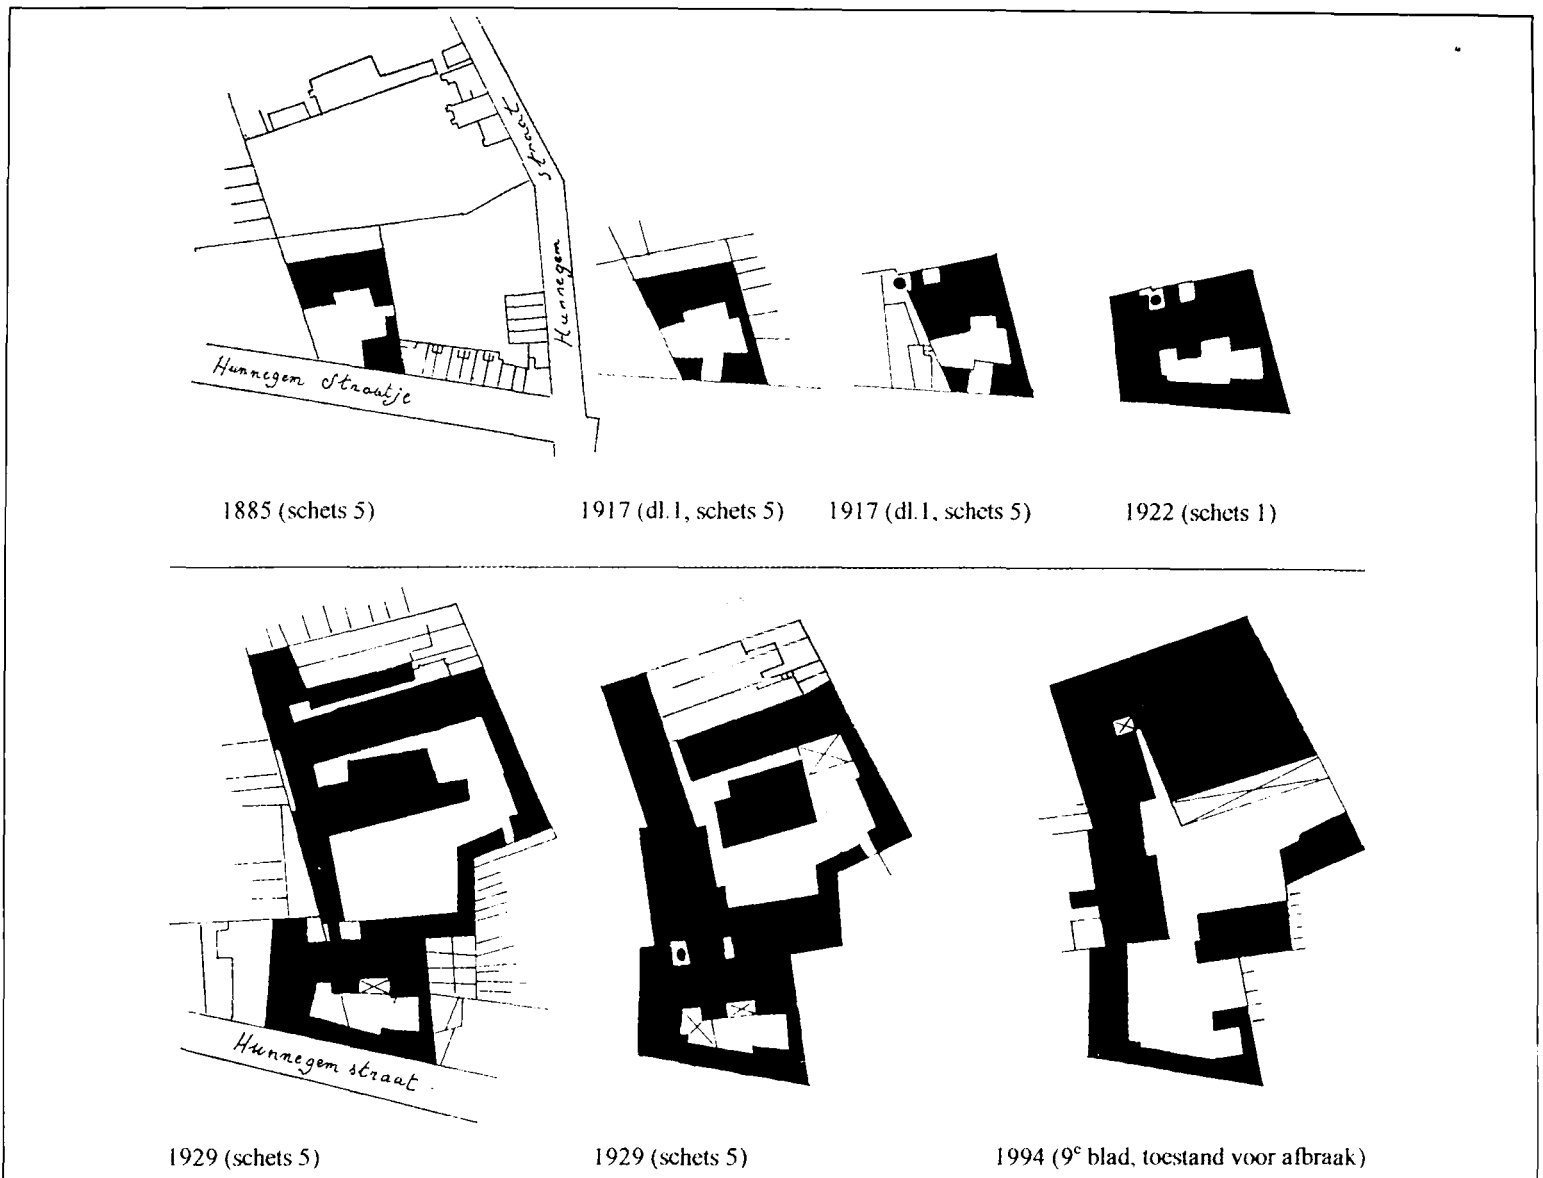 straat
Hunnegem
Hunnegem Straatje
1885 (schets 5)
1917 (dl.1, schets 5)
1917 (dl.1, schets 5)
1922 (schets 1)
Hunnegem straat
1929 (schets 5)
1929 (schets 5)
1994 (9e blad, toestand voor afbraak)